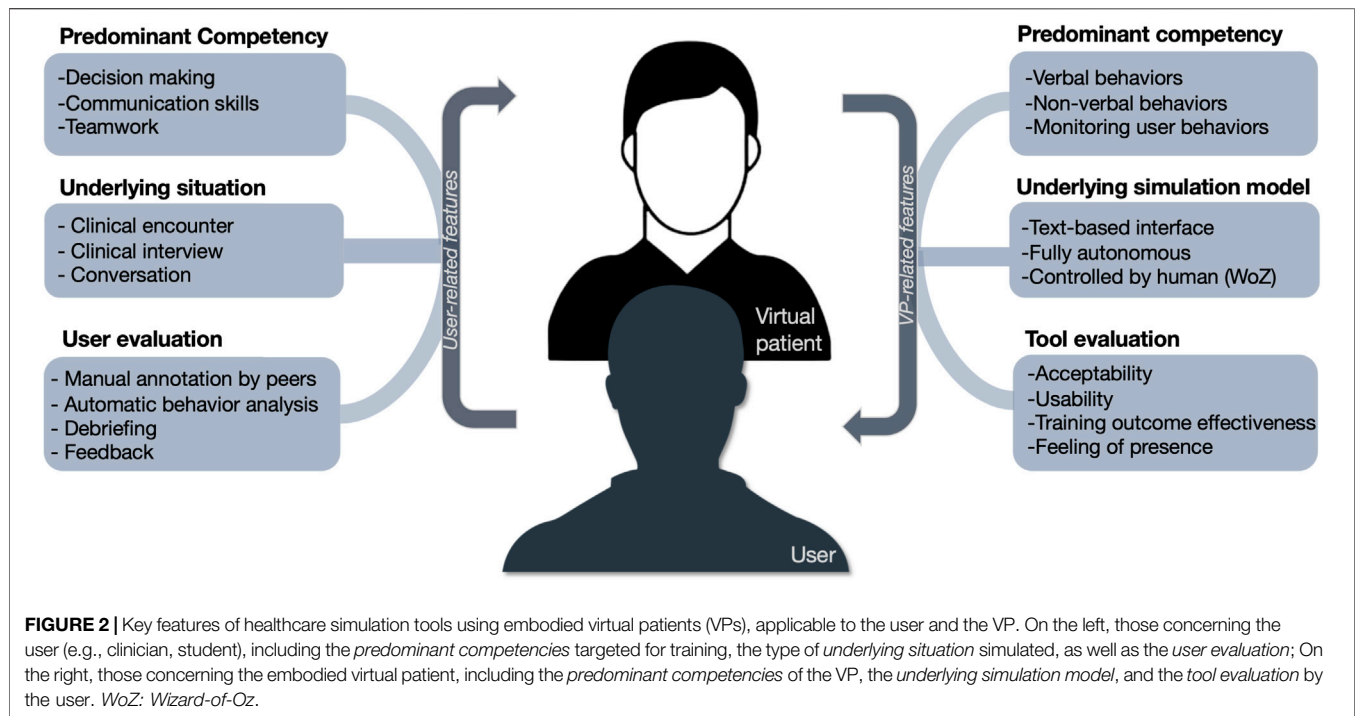 Predominant Competency
-Decision making
-Communication skills
-Teamwork
Underlying situation
- Clinical encounter
- Clinical interview
- Conversation
User evaluation
- Manual annotation by peers
- Automatic behavior analysis
- Debriefing
- Feedback
User-related features
Virtual
patient
User
VP-related features
Predominant competency
-Verbal behaviors
-Non-verbal behaviors
-Monitoring user behaviors
Underlying simulation model
-Text-based interface
-Fully autonomous
-Controlled by human (WoZ)
Tool evaluation
-Acceptability
-Usability
-Training outcome effectiveness
-Feeling of presence
FIGURE 2 | Key features of healthcare simulation tools using embodied virtual patients (VPs), applicable to the user and the VP. On the left, those concerning the
user (e.g., clinician, student), including the predominant competencies targeted for training, the type of underlying situation simulated, as well as the user evaluation; On
the right, those concerning the embodied virtual patient, including the predominant competencies of the VP, the underlying simulation model, and the tool evaluation by
the user. WoZ: Wizard-of-Oz.